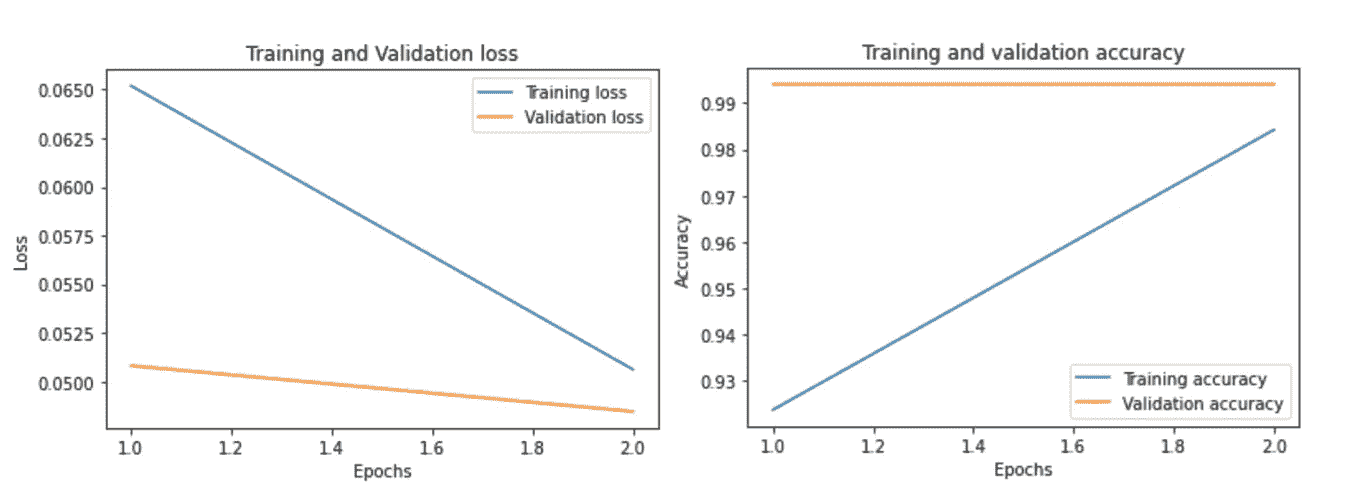 Training and Validation loss
0.0650
0.0625
0.0600
0.0575
0.0550
0.0525
0.0500
Loss
Training loss
Validation loss
1.0 1.2 1.4 1.6 1.8 2.0
Epochs
Training and validation accuracy
0.99
0.98
0.97
0.96
0.95
0.94
0.93
Accuracy
Training accuracy
Validation accuracy
1.0 1.2 1.4 1.6 1.8 2.0
Epochs